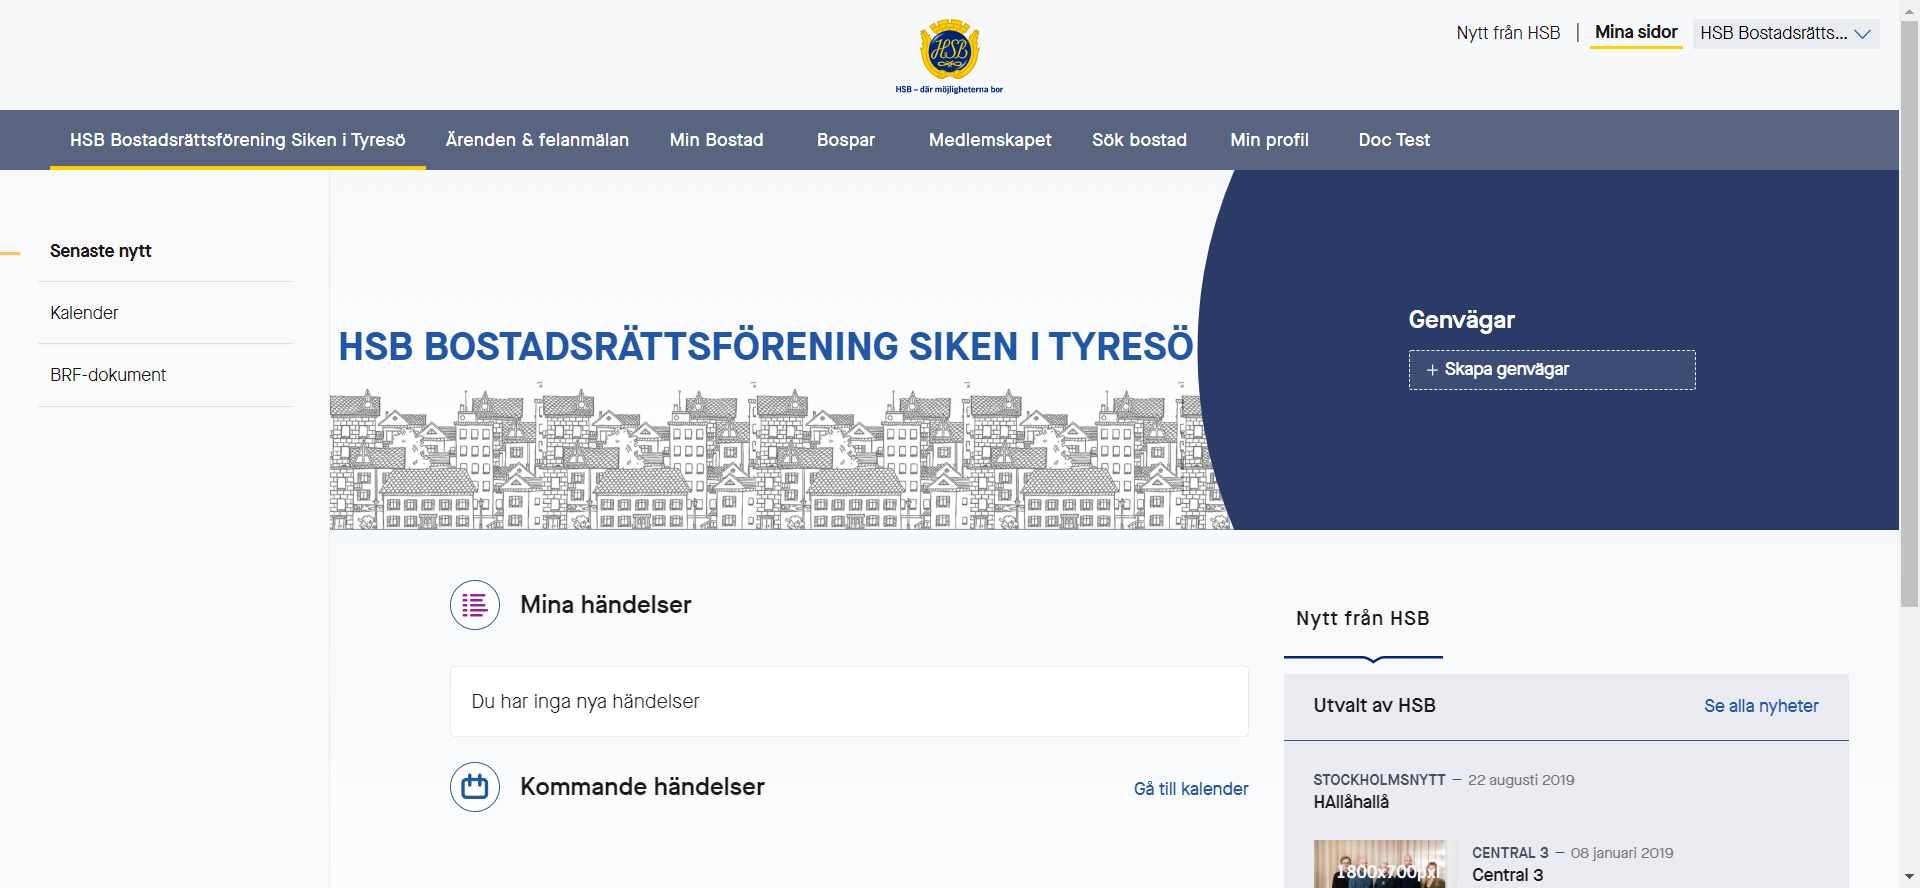 HSB
HSB – där möjligheterna bor
Nytt från HSB | Mina sidor HSB Bostadsrätts...
HSB Bostadsrättsförening Siken i Tyresö Ärenden & felanmälan Min Bostad Bospar Medlemskapet Sök bostad Min profil Doc Test
Senaste nytt
Kalender
BRF-dokument
HSB BOSTADSRÄTTSFÖRENING SIKEN I TYRESÖ
Genvägar
+ Skapa genvägar
Mina händelser
Du har inga nya händelser
Kommande händelser
Gå till kalender
Nytt från HSB
Utvalt av HSB
Se alla nyheter
STOCKHOLMSNYTT – 22 augusti 2019
HAllåhallå
1800x700pxl
CENTRAL 3 – 08 januari 2019
Central 3